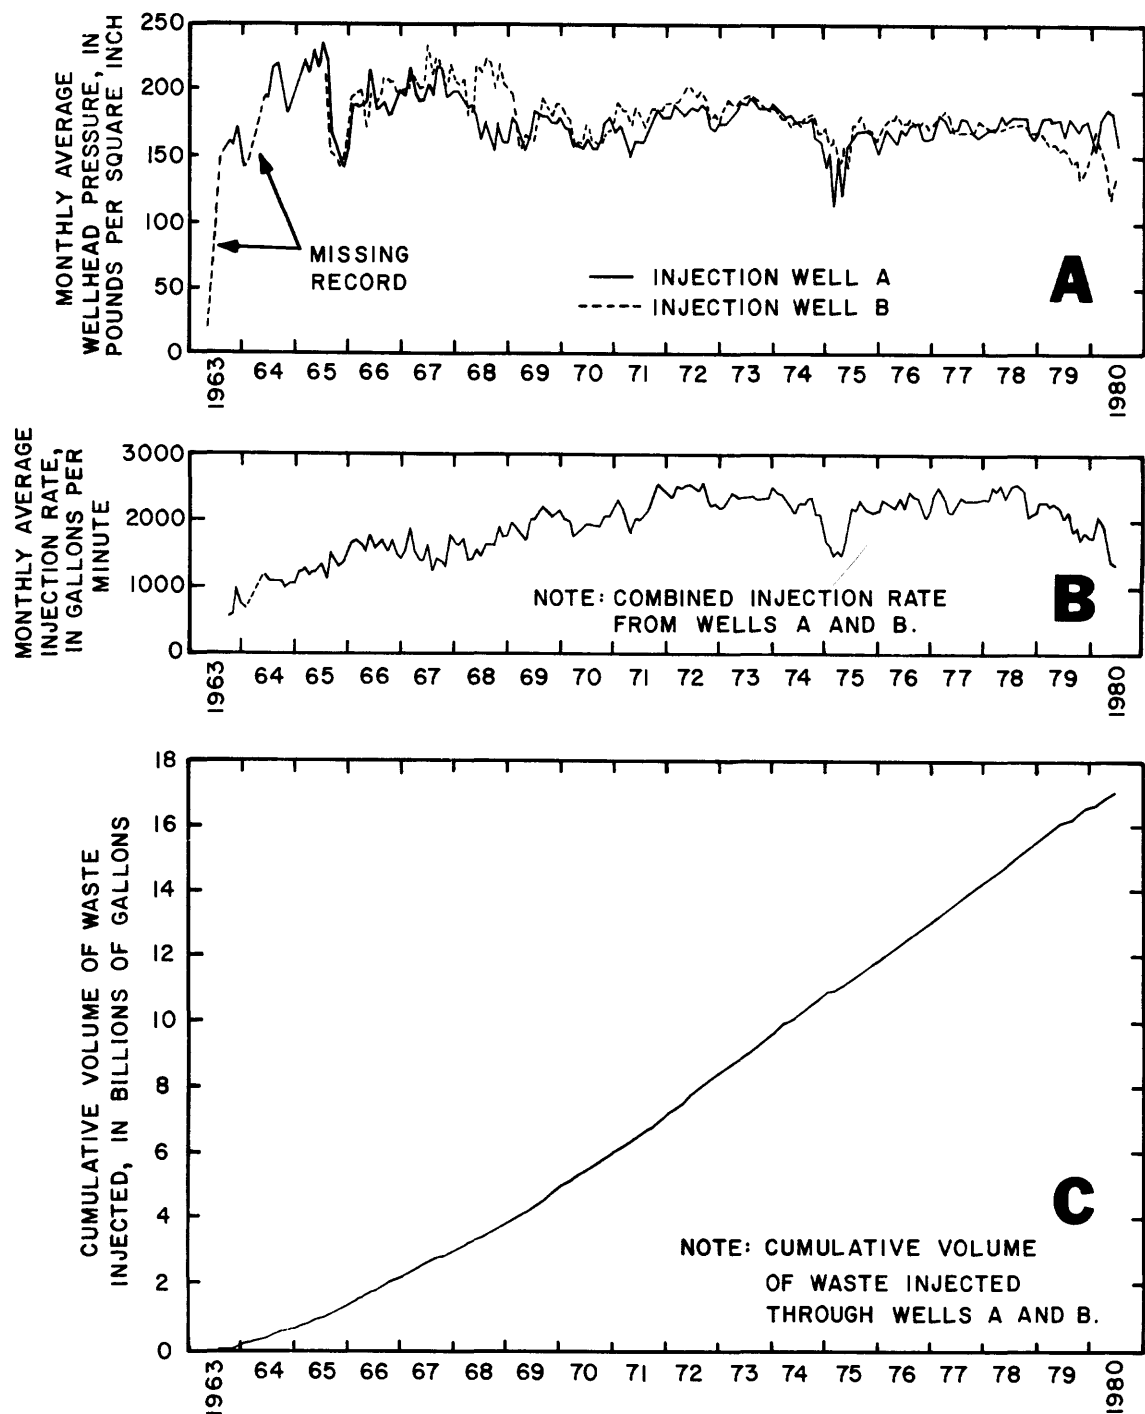 MONTHLY AVERAGE
WELLHEAD PRESSURE, IN
POUNDS PER SQUARE INCH
250
200
150
100
50
0
MISSING
RECORD
INJECTION WELL A
INJECTION WELL B
A
1963 64 65 66 67 68 69 70 71 72 73 74 75 76 77 78 79 1980
MONTHLY AVERAGE
INJECTION RATE,
IN GALLONS PER
MINUTE
3000
2000
1000
0
NOTE: COMBINED INJECTION RATE
FROM WELLS A AND B.
B
1963 64 65 66 67 68 69 70 71 72 73 74 75 76 77 78 79 1980
CUMULATIVE VOLUME OF WASTE
INJECTED, IN BILLIONS OF GALLONS
18
16
14
12
10
8
6
4
2
0
C
NOTE: CUMULATIVE VOLUME
OF WASTE INJECTED
THROUGH WELLS A AND B.
1963 64 65 66 67 68 69 70 71 72 73 74 75 76 77 78 79 1980